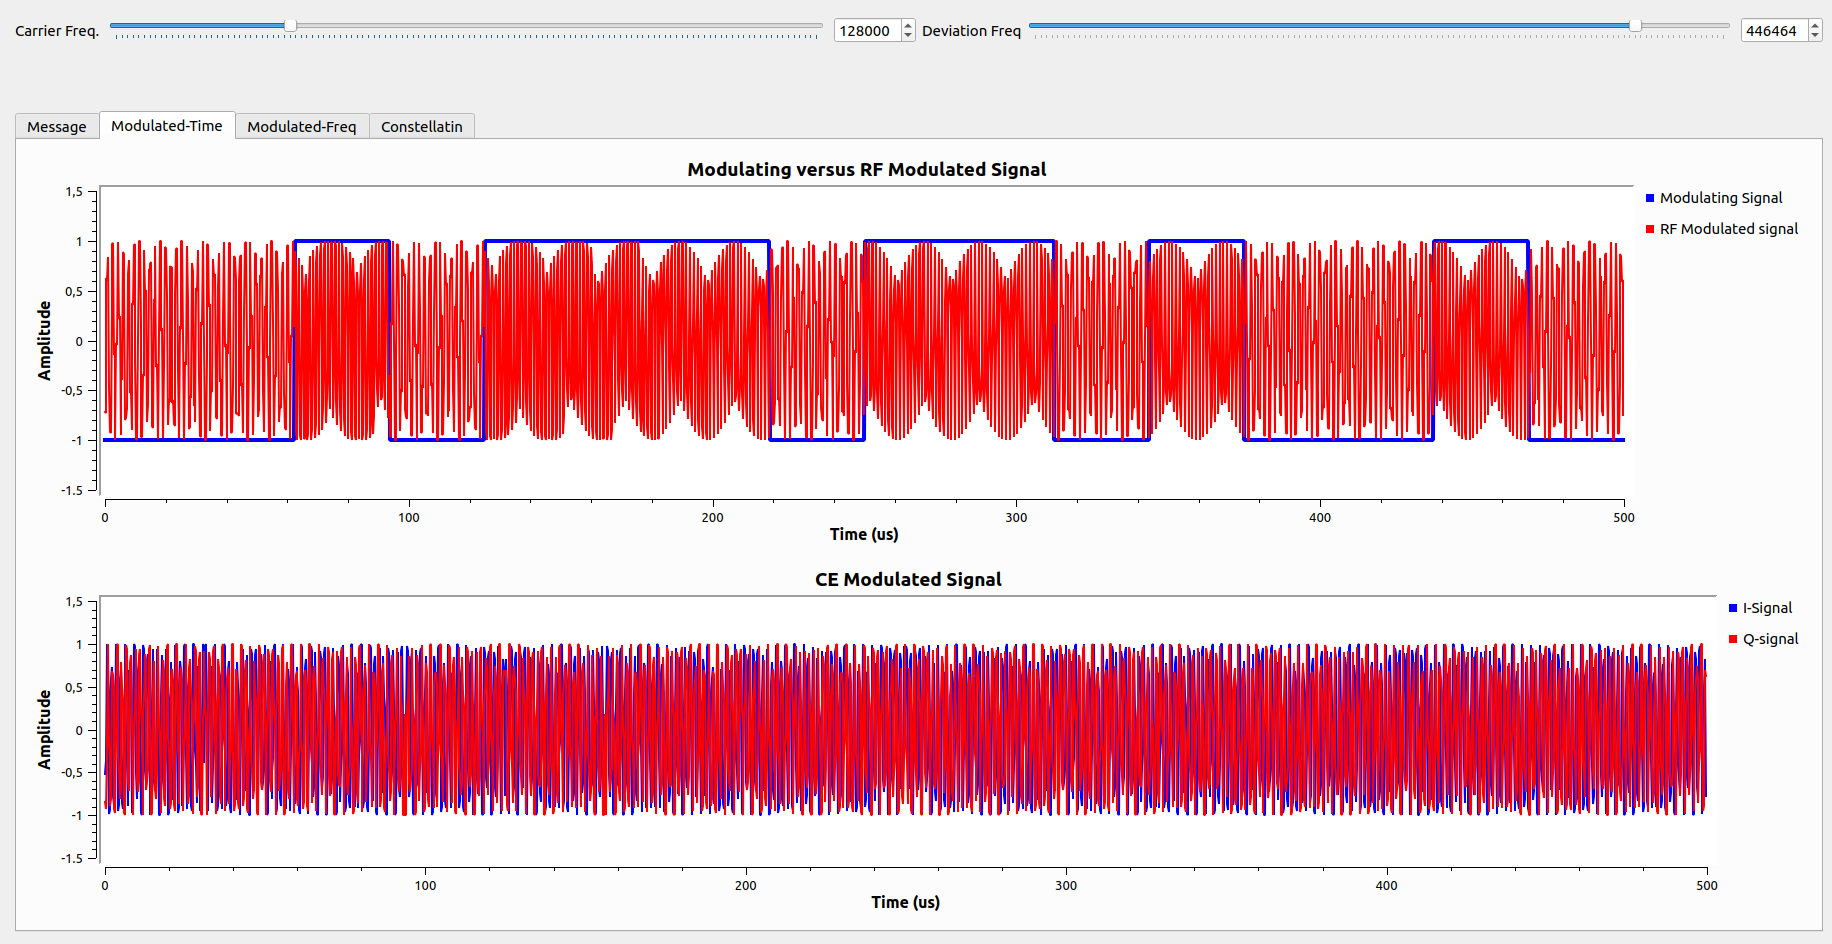 Carrier Freq. 128000 Deviation Freq 446464
Message Modulated-Time Modulated-Freq Constellatin
Modulating versus RF Modulated Signal
1,5
1
0,5
0
-0,5
-1
-1.5
Amplitude
0 100 200 300 400 500
Time (us)
Modulating Signal
RF Modulated signal
CE Modulated Signal
1,5
1
0,5
0
-0,5
-1
-1.5
Amplitude
0 100 200 300 400 500
Time (us)
I-Signal
Q-signal